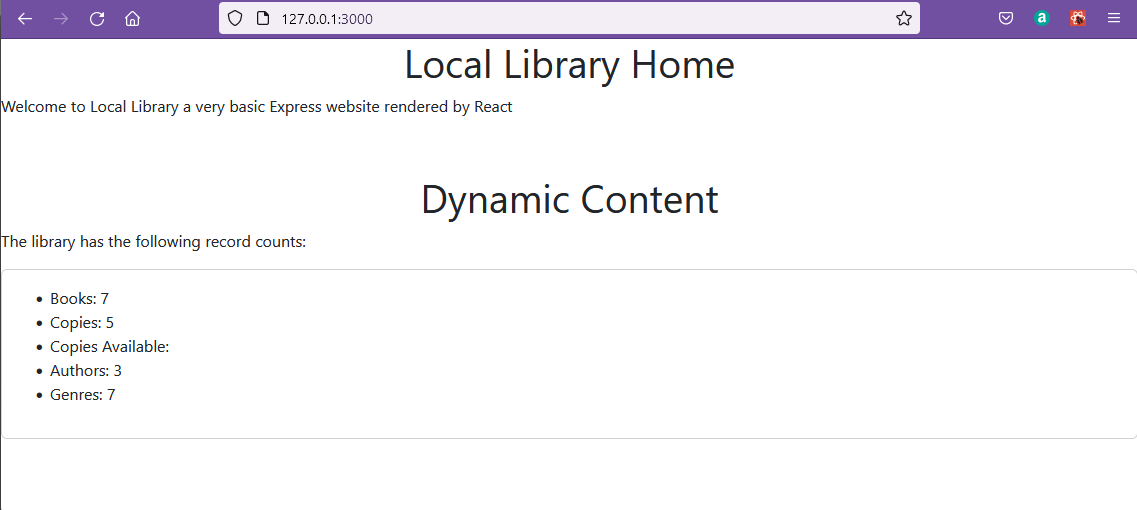 127.0.0.1:3000
a
Local Library Home
Welcome to Local Library a very basic Express website rendered by React
Dynamic Content
The library has the following record counts:
Books: 7
Copies: 5
Copies Available:
Authors: 3
Genres: 7